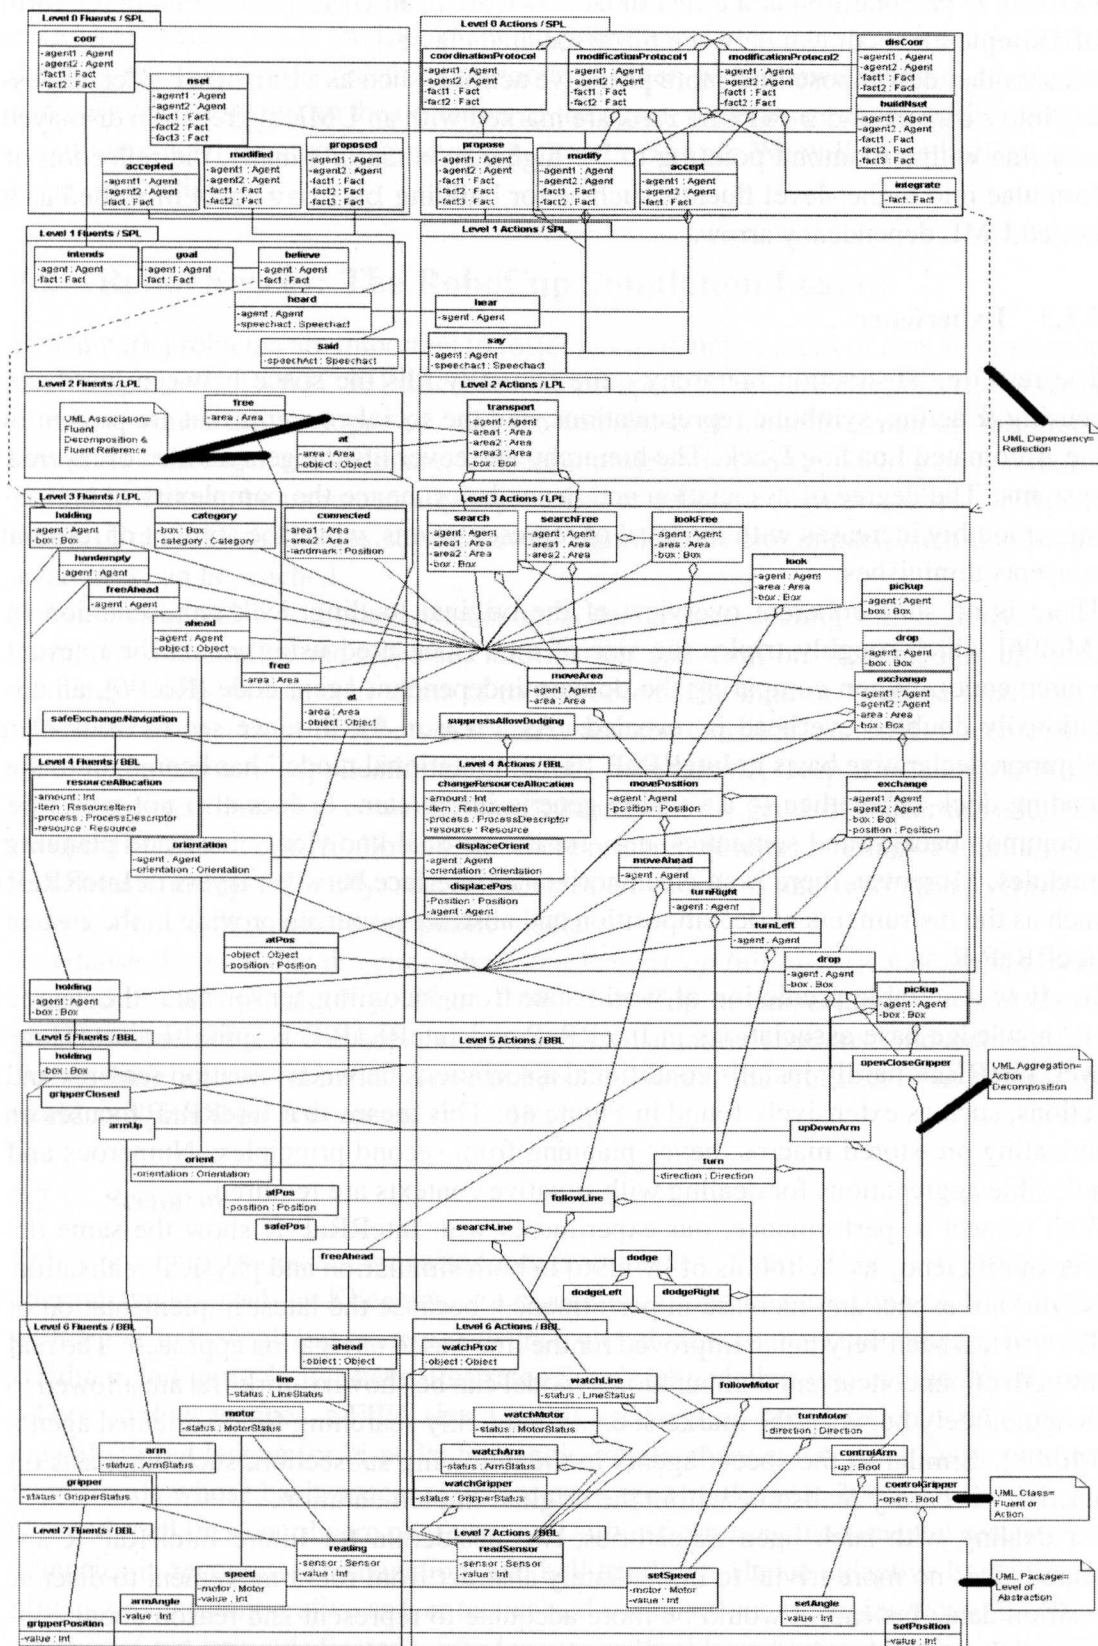 Level 0 Fluents / SPL
coor
-agent1 : Agent
-agent2 : Agent
-fact1 : Fact
-fact2 : Fact
nset
-agent1 : Agent
-agent2 : Agent
-fact1 : Fact
-fact2 : Fact
-fact3 : Fact
accepted
-agent1 : Agent
-agent2 : Agent
-fact : Fact
modified
-agent1 : Agent
-agent2 : Agent
-fact1 : Fact
-fact2 : Fact
proposed
-agent1 : Agent
-agent2 : Agent
-fact1 : Fact
-fact2 : Fact
-fact3 : Fact
Level 0 Actions / SPL
coordinationProtocol
-agent1 : Agent
-agent2 : Agent
-fact1 : Fact
-fact2 : Fact
modificationProtocol1
-agent1 : Agent
-agent2 : Agent
-fact1 : Fact
-fact2 : Fact
modificationProtocol2
-agent1 : Agent
-agent2 : Agent
-fact1 : Fact
-fact2 : Fact
disCoor
-agent1 : Agent
-agent2 : Agent
-fact1 : Fact
-fact2 : Fact
buildNset
-agent1 : Agent
-agent2 : Agent
-fact1 : Fact
-fact2 : Fact
-fact3 : Fact
propose
-agent1 : Agent
-agent2 : Agent
-fact1 : Fact
-fact2 : Fact
-fact3 : Fact
modify
-agent1 : Agent
-agent2 : Agent
-fact1 : Fact
-fact2 : Fact
accept
-agent1 : Agent
-agent2 : Agent
-fact : Fact
integrate
-fact : Fact
Level 1 Fluents / SPL
intends
-agent : Agent
-fact : Fact
goal
-agent : Agent
-fact : Fact
believe
-agent : Agent
-fact : Fact
heard
-agent : Agent
-speechact : Speechact
said
-speechAct : Speechact
Level 1 Actions / SPL
hear
-agent : Agent
say
-agent : Agent
-speechact : Speechact
Level 2 Fluents / LPL
UML Association=
Fluent
Decomposition &
Fluent Reference
free
-area : Area
at
-area : Area
-object : Object
Level 2 Actions / LPL
transport
-agent : Agent
-area1 : Area
-area2 : Area
-area3 : Area
-box : Box
UML Dependency=
Reflection
Level 3 Fluents / LPL
holding
-agent : Agent
-box : Box
category
-box : Box
-category : Category
connected
-area1 : Area
-area2 : Area
-landmark : Position
handempty
-agent : Agent
freeAhead
-agent : Agent
ahead
-agent : Agent
-object : Object
free
-area : Area
at
-area : Area
-object : Object
safeExchange/Navigation
Level 3 Actions / LPL
search
-agent : Agent
-area1 : Area
-area2 : Area
-box : Box
searchFree
-agent : Agent
-area1 : Area
-area2 : Area
lookFree
-agent : Agent
-area : Area
-box : Box
look
-agent : Agent
-area : Area
-box : Box
pickup
-agent : Agent
-box : Box
drop
-agent : Agent
-box : Box
exchange
-agent1 : Agent
-agent2 : Agent
-area : Area
-box : Box
moveArea
-agent : Agent
-area : Area
suppressAllowDodging
Level 4 Fluents / BBL
resourceAllocation
-amount : Int
-item : ResourceItem
-process : ProcessDescriptor
-resource : Resource
orientation
-agent : Agent
-orientation : Orientation
atPos
-object : Object
-position : Position
holding
-agent : Agent
-box : Box
Level 4 Actions / BBL
changeResourceAllocation
-amount : Int
-item : ResourceItem
-process : ProcessDescriptor
-resource : Resource
displaceOrient
-agent : Agent
-orientation : Orientation
displacePos
-Position : Position
-agent : Agent
movePosition
-agent : Agent
-position : Position
exchange
-agent1 : Agent
-agent2 : Agent
-box : Box
-position : Position
moveAhead
-agent : Agent
turnRight
-agent : Agent
turnLeft
-agent : Agent
drop
-agent : Agent
-box : Box
pickup
-agent : Agent
-box : Box
Level 5 Fluents / BBL
holding
-box : Box
gripperClosed
armUp
orient
-orientation : Orientation
atPos
-position : Position
safePos
freeAhead
Level 5 Actions / BBL
openCloseGripper
UML Aggregation=
Action
Decomposition
upDownArm
turn
-direction : Direction
followLine
searchLine
dodge
dodgeLeft
dodgeRight
Level 6 Fluents / BBL
ahead
-object : Object
line
-status : LineStatus
motor
-status : MotorStatus
arm
-status : ArmStatus
gripper
-status : GripperStatus
Level 6 Actions / BBL
watchProx
-object : Object
watchLine
-status : LineStatus
watchMotor
-status : MotorStatus
watchArm
-status : ArmStatus
watchGripper
-status : GripperStatus
followMotor
turnMotor
-direction : Direction
controlArm
-up : Bool
controlGripper
-open : Bool
UML Class=
Fluent or
Action
Level 7 Fluents / BBL
reading
-sensor : Sensor
-value : Int
speed
-motor : Motor
-value : Int
armAngle
-value : Int
gripperPosition
-value : Int
Level 7 Actions / BBL
readSensor
-sensor : Sensor
-value : Int
setSpeed
-motor : Motor
-value : Int
setAngle
-value : Int
setPosition
-value : Int
UML Package=
Level of
Abstraction